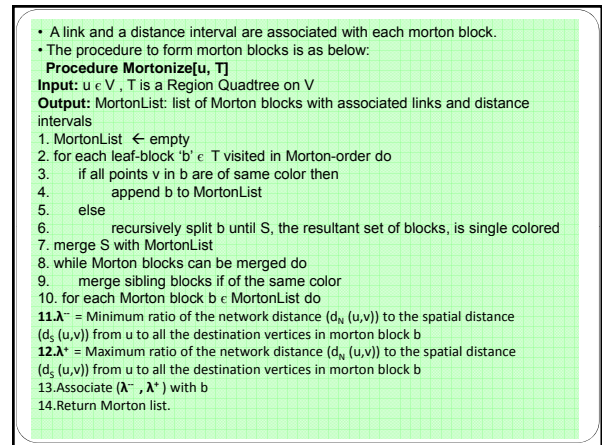 • A link and a distance interval are associated with each morton block.
• The procedure to form morton blocks is as below:
Procedure Mortonize[u, T]
Input: u ϵ V , T is a Region Quadtree on V
Output: MortonList: list of Morton blocks with associated links and distance
intervals
1. MortonList ← empty
2. for each leaf-block 'b' ϵ T visited in Morton-order do
3. if all points v in b are of same color then
4. append b to MortonList
5. else
6. recursively split b until S, the resultant set of blocks, is single colored
7. merge S with MortonList
8. while Morton blocks can be merged do
9. merge sibling blocks if of the same color
10. for each Morton block b ϵ MortonList do
11.λ⁻ = Minimum ratio of the network distance (d_N (u,v)) to the spatial distance
(d_S (u,v)) from u to all the destination vertices in morton block b
12.λ⁺ = Maximum ratio of the network distance (d_N (u,v)) to the spatial distance
(d_S (u,v)) from u to all the destination vertices in morton block b
13.Associate (λ⁻ , λ⁺ ) with b
14.Return Morton list.